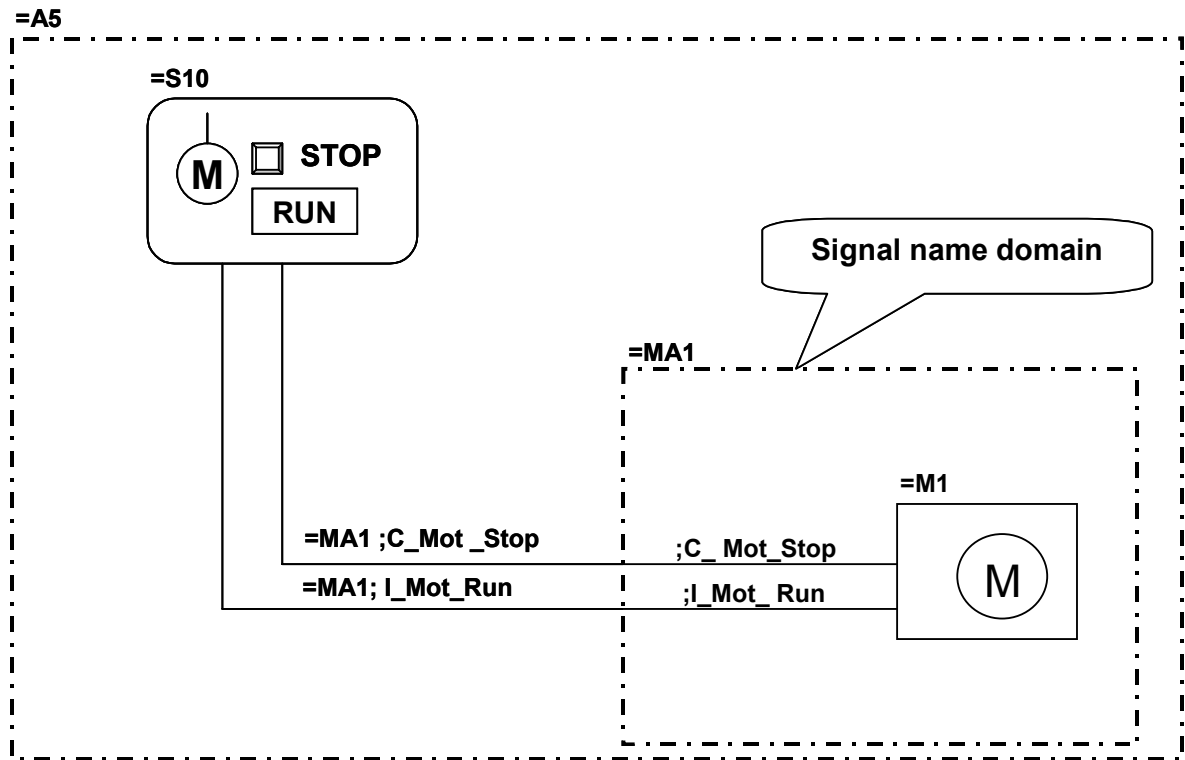 =A5
=S10
M
STOP
RUN
Signal name domain
=MA1
=M1
=MA1 ;C_Mot _Stop
;C_ Mot_Stop
=MA1; I_Mot_Run
;I_Mot_ Run
M